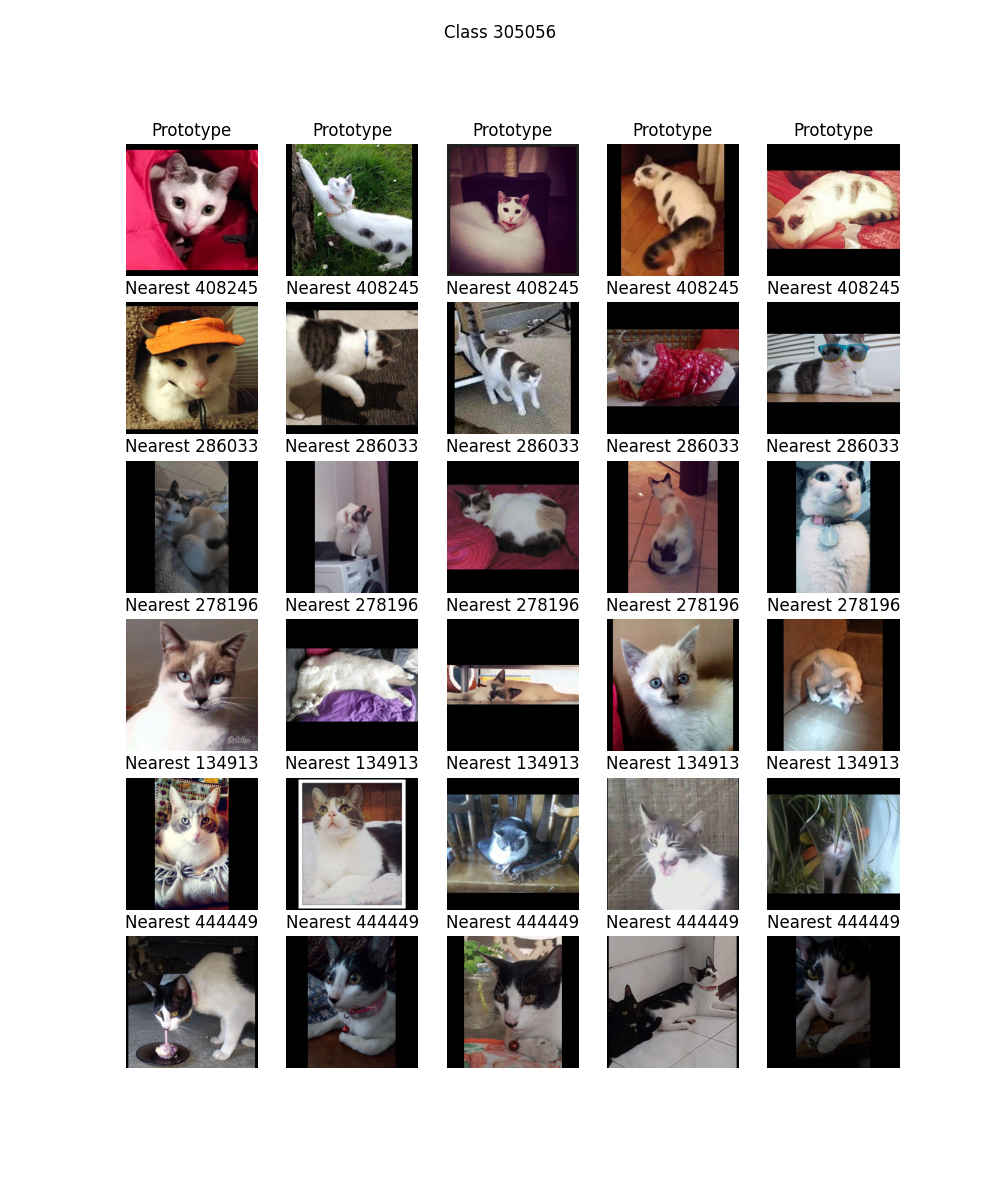 Class 305056
Prototype Prototype Prototype Prototype Prototype
Nearest 408245 Nearest 408245 Nearest 408245 Nearest 408245 Nearest 408245
Nearest 286033 Nearest 286033 Nearest 286033 Nearest 286033 Nearest 286033
Nearest 278196 Nearest 278196 Nearest 278196 Nearest 278196 Nearest 278196
Nearest 134913 Nearest 134913 Nearest 134913 Nearest 134913 Nearest 134913
Nearest 444449 Nearest 444449 Nearest 444449 Nearest 444449 Nearest 444449